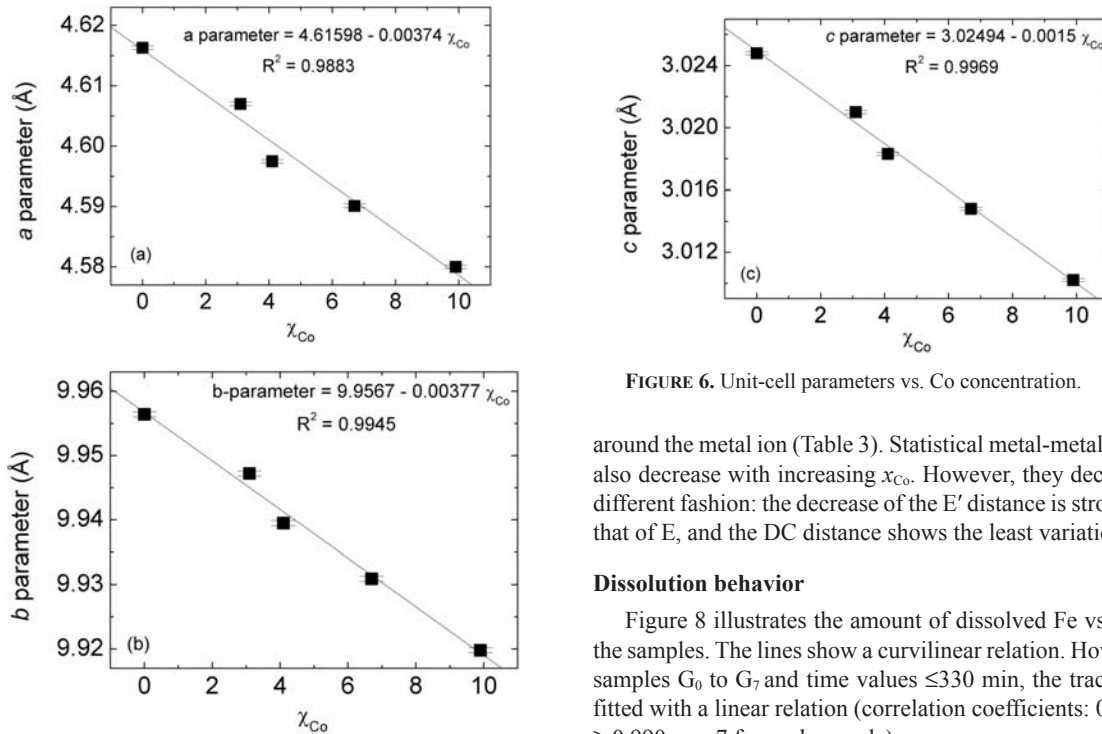 4.62
4.61
4.60
4.59
4.58
a parameter (Å)
a parameter = 4.61598 - 0.00374 χCo
R² = 0.9883
(a)
0 2 4 6 8 10
χCo
9.96
9.95
9.94
9.93
9.92
b parameter (Å)
b-parameter = 9.9567 - 0.00377 χCo
R² = 0.9945
(b)
0 2 4 6 8 10
χCo
3.024
3.020
3.016
3.012
c parameter (Å)
c parameter = 3.02494 - 0.0015 χCo
R² = 0.9969
(c)
0 2 4 6 8 10
χCo
FIGURE 6. Unit-cell parameters vs. Co concentration.
around the metal ion (Table 3). Statistical metal-metal
also decrease with increasing xCo. However, they dec
different fashion: the decrease of the E′ distance is stro
that of E, and the DC distance shows the least variatio
Dissolution behavior
Figure 8 illustrates the amount of dissolved Fe vs
the samples. The lines show a curvilinear relation. Hov
samples G₀ to G₇ and time values ≤330 min, the trac
fitted with a linear relation (correlation coefficients: 0